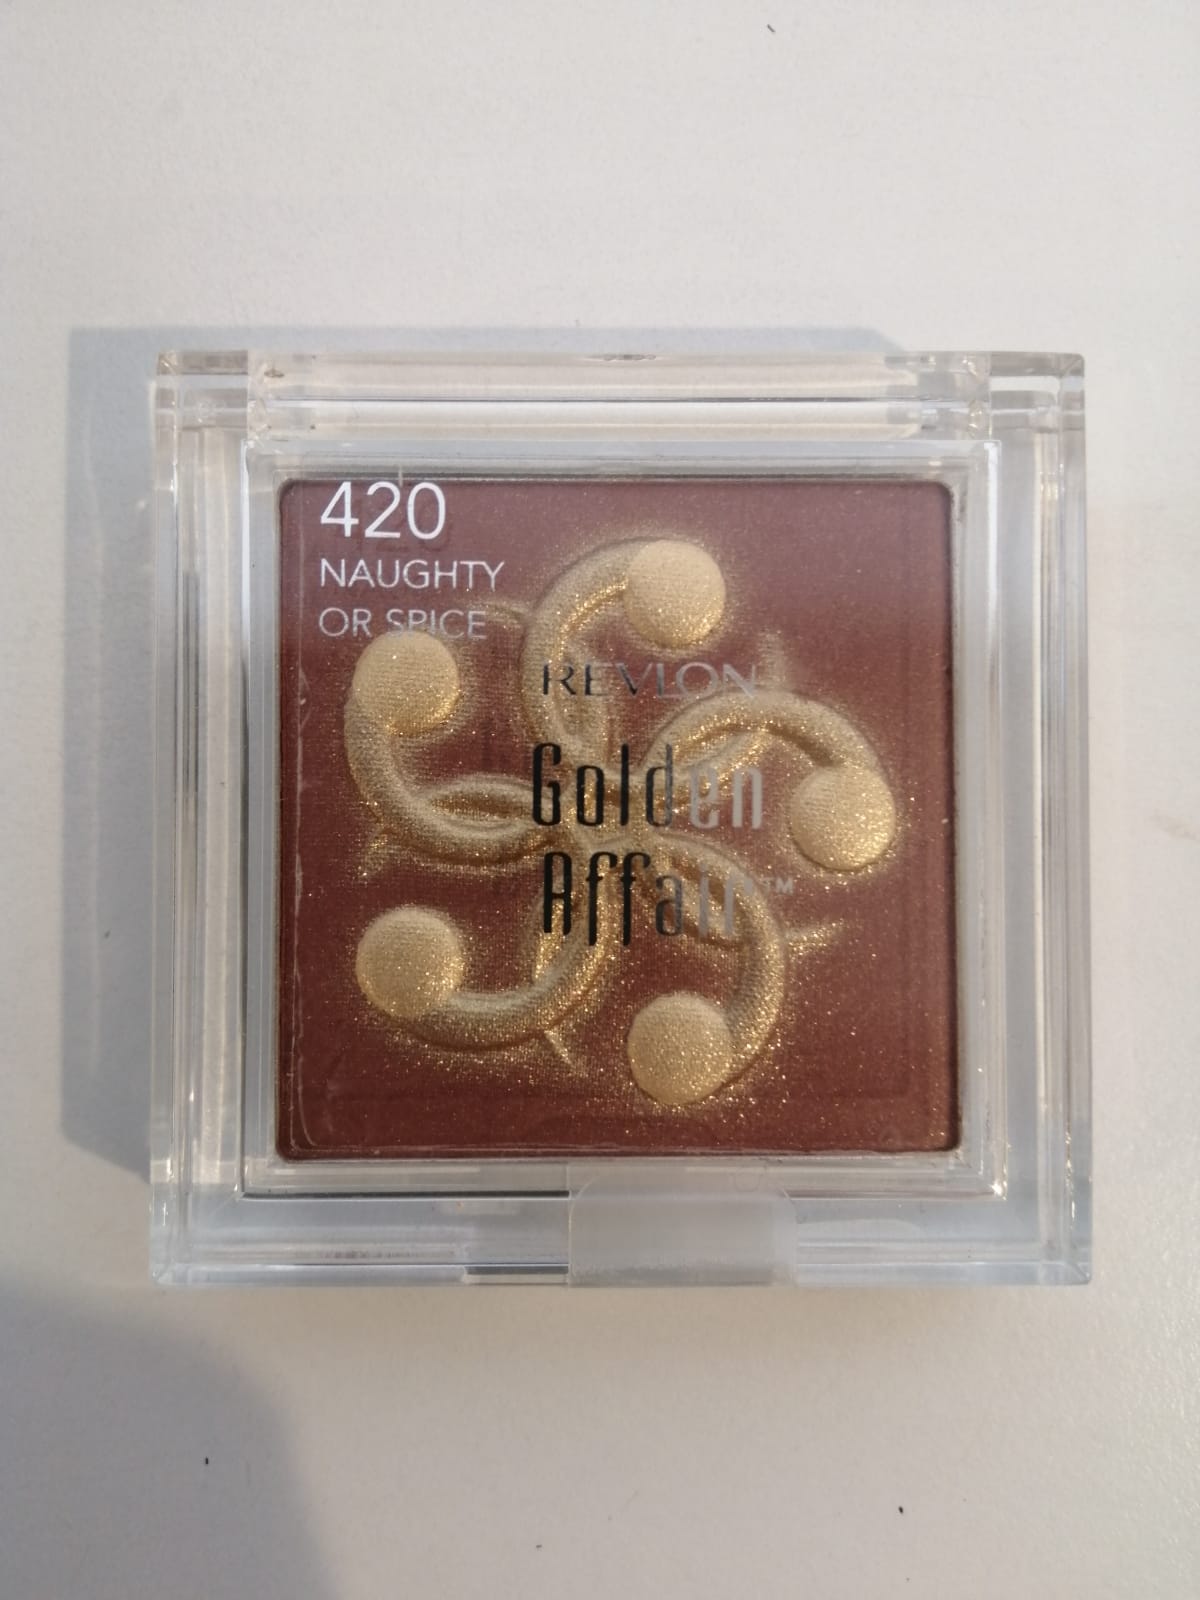 420
NAUGHTY
OR SPICE
REVLON
Golden
Affair™